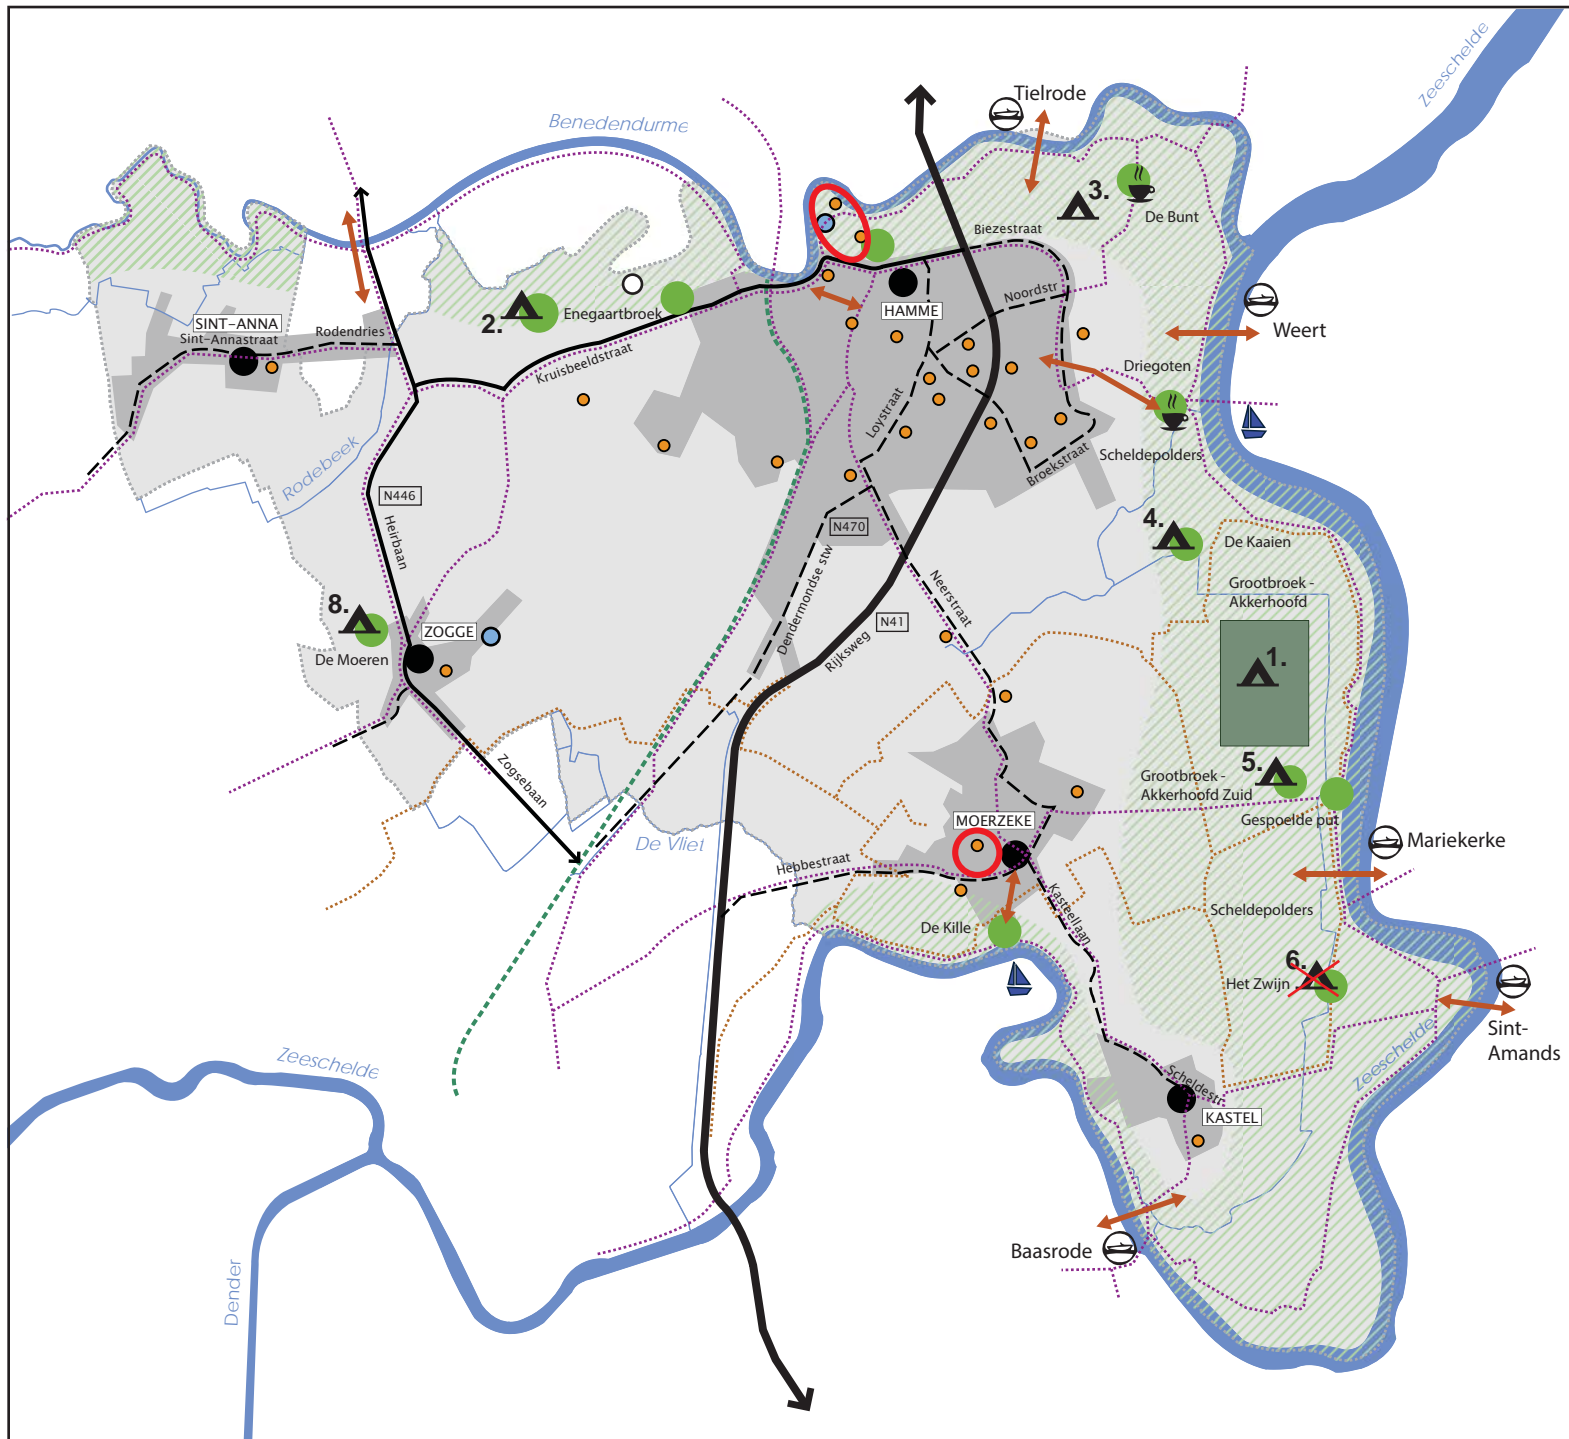 Zeeschelde
Tielrode
Benedendurme
3.
De Bunt
Biezestraat
Noordstr
HAMME
2.
Enegaartbroek
SINT-ANNA
Sint-Annastraat
Rodendries
Kruisbeeldstraat
Weert
Driegoten
Loystraat
Scheldepolders
Broekstraat
Rodebeek
N446
Heirbaan
N470
4.
De Kaaien
Grootbroek -
Akkerhoofd
Dendermondse stw
Neerstraat
N41
Rijksweg
8.
ZOGGE
De Moeren
1.
Zogsebaan
5.
Grootbroek -
Akkerhoofd Zuid
Gespoelde put
MOERZEKE
De Vliet
Hebbestraat
Mariekerke
Kasteellaan
Scheldepolders
De Kille
6.
Het Zwijn
Sint-
Amands
Zeeschelde
Zeeschelde
Scheldestr
KASTEL
Baasrode
Dender